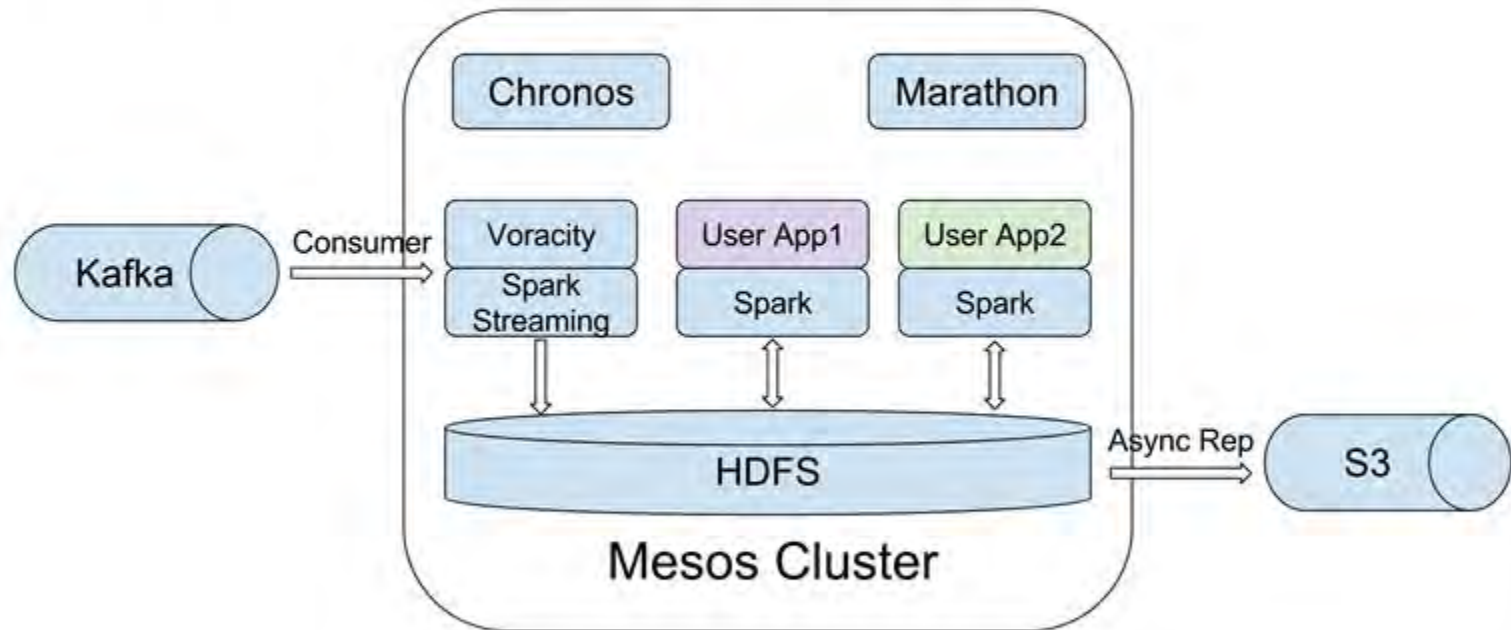 Chronos
Marathon
Kafka
Consumer
Voracity
Spark
Streaming
User App1
Spark
User App2
Spark
HDFS
Async Rep
S3
Mesos Cluster